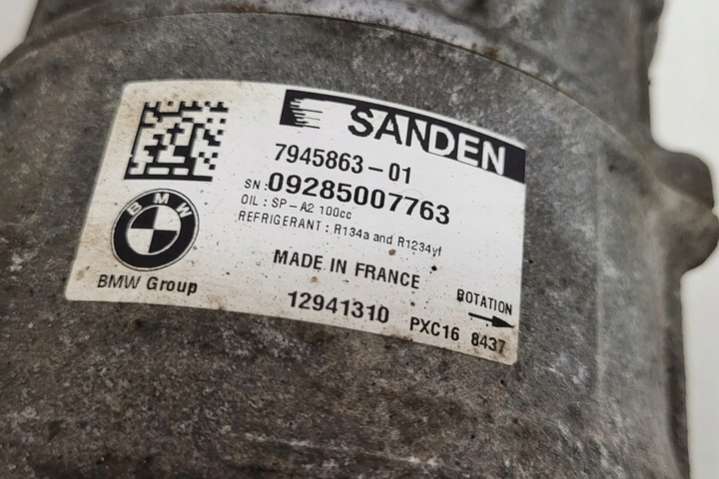 SANDEN
7945863-01
SN: 09285007763
OIL : SP-A2 100cc
REFRIGERANT : R134a and R1234yf
MADE IN FRANCE
BMW
BMW Group
ROTATION
12941310 PXC16 8437